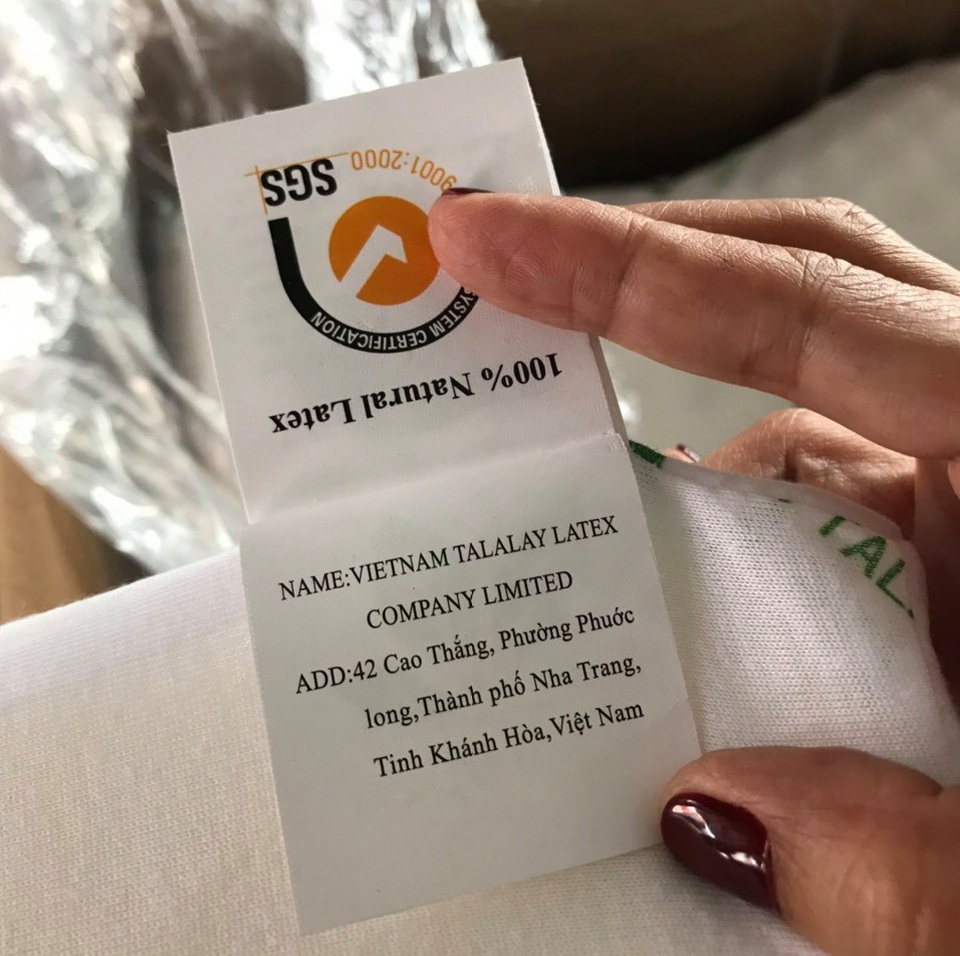 SGS 9001:2000
SYSTEM CERTIFICATION
100% Natural Latex
NAME:VIETNAM TALALAY LATEX
COMPANY LIMITED
ADD:42 Cao Thắng, Phường Phước
long,Thành phố Nha Trang,
Tinh Khánh Hòa,Việt Nam